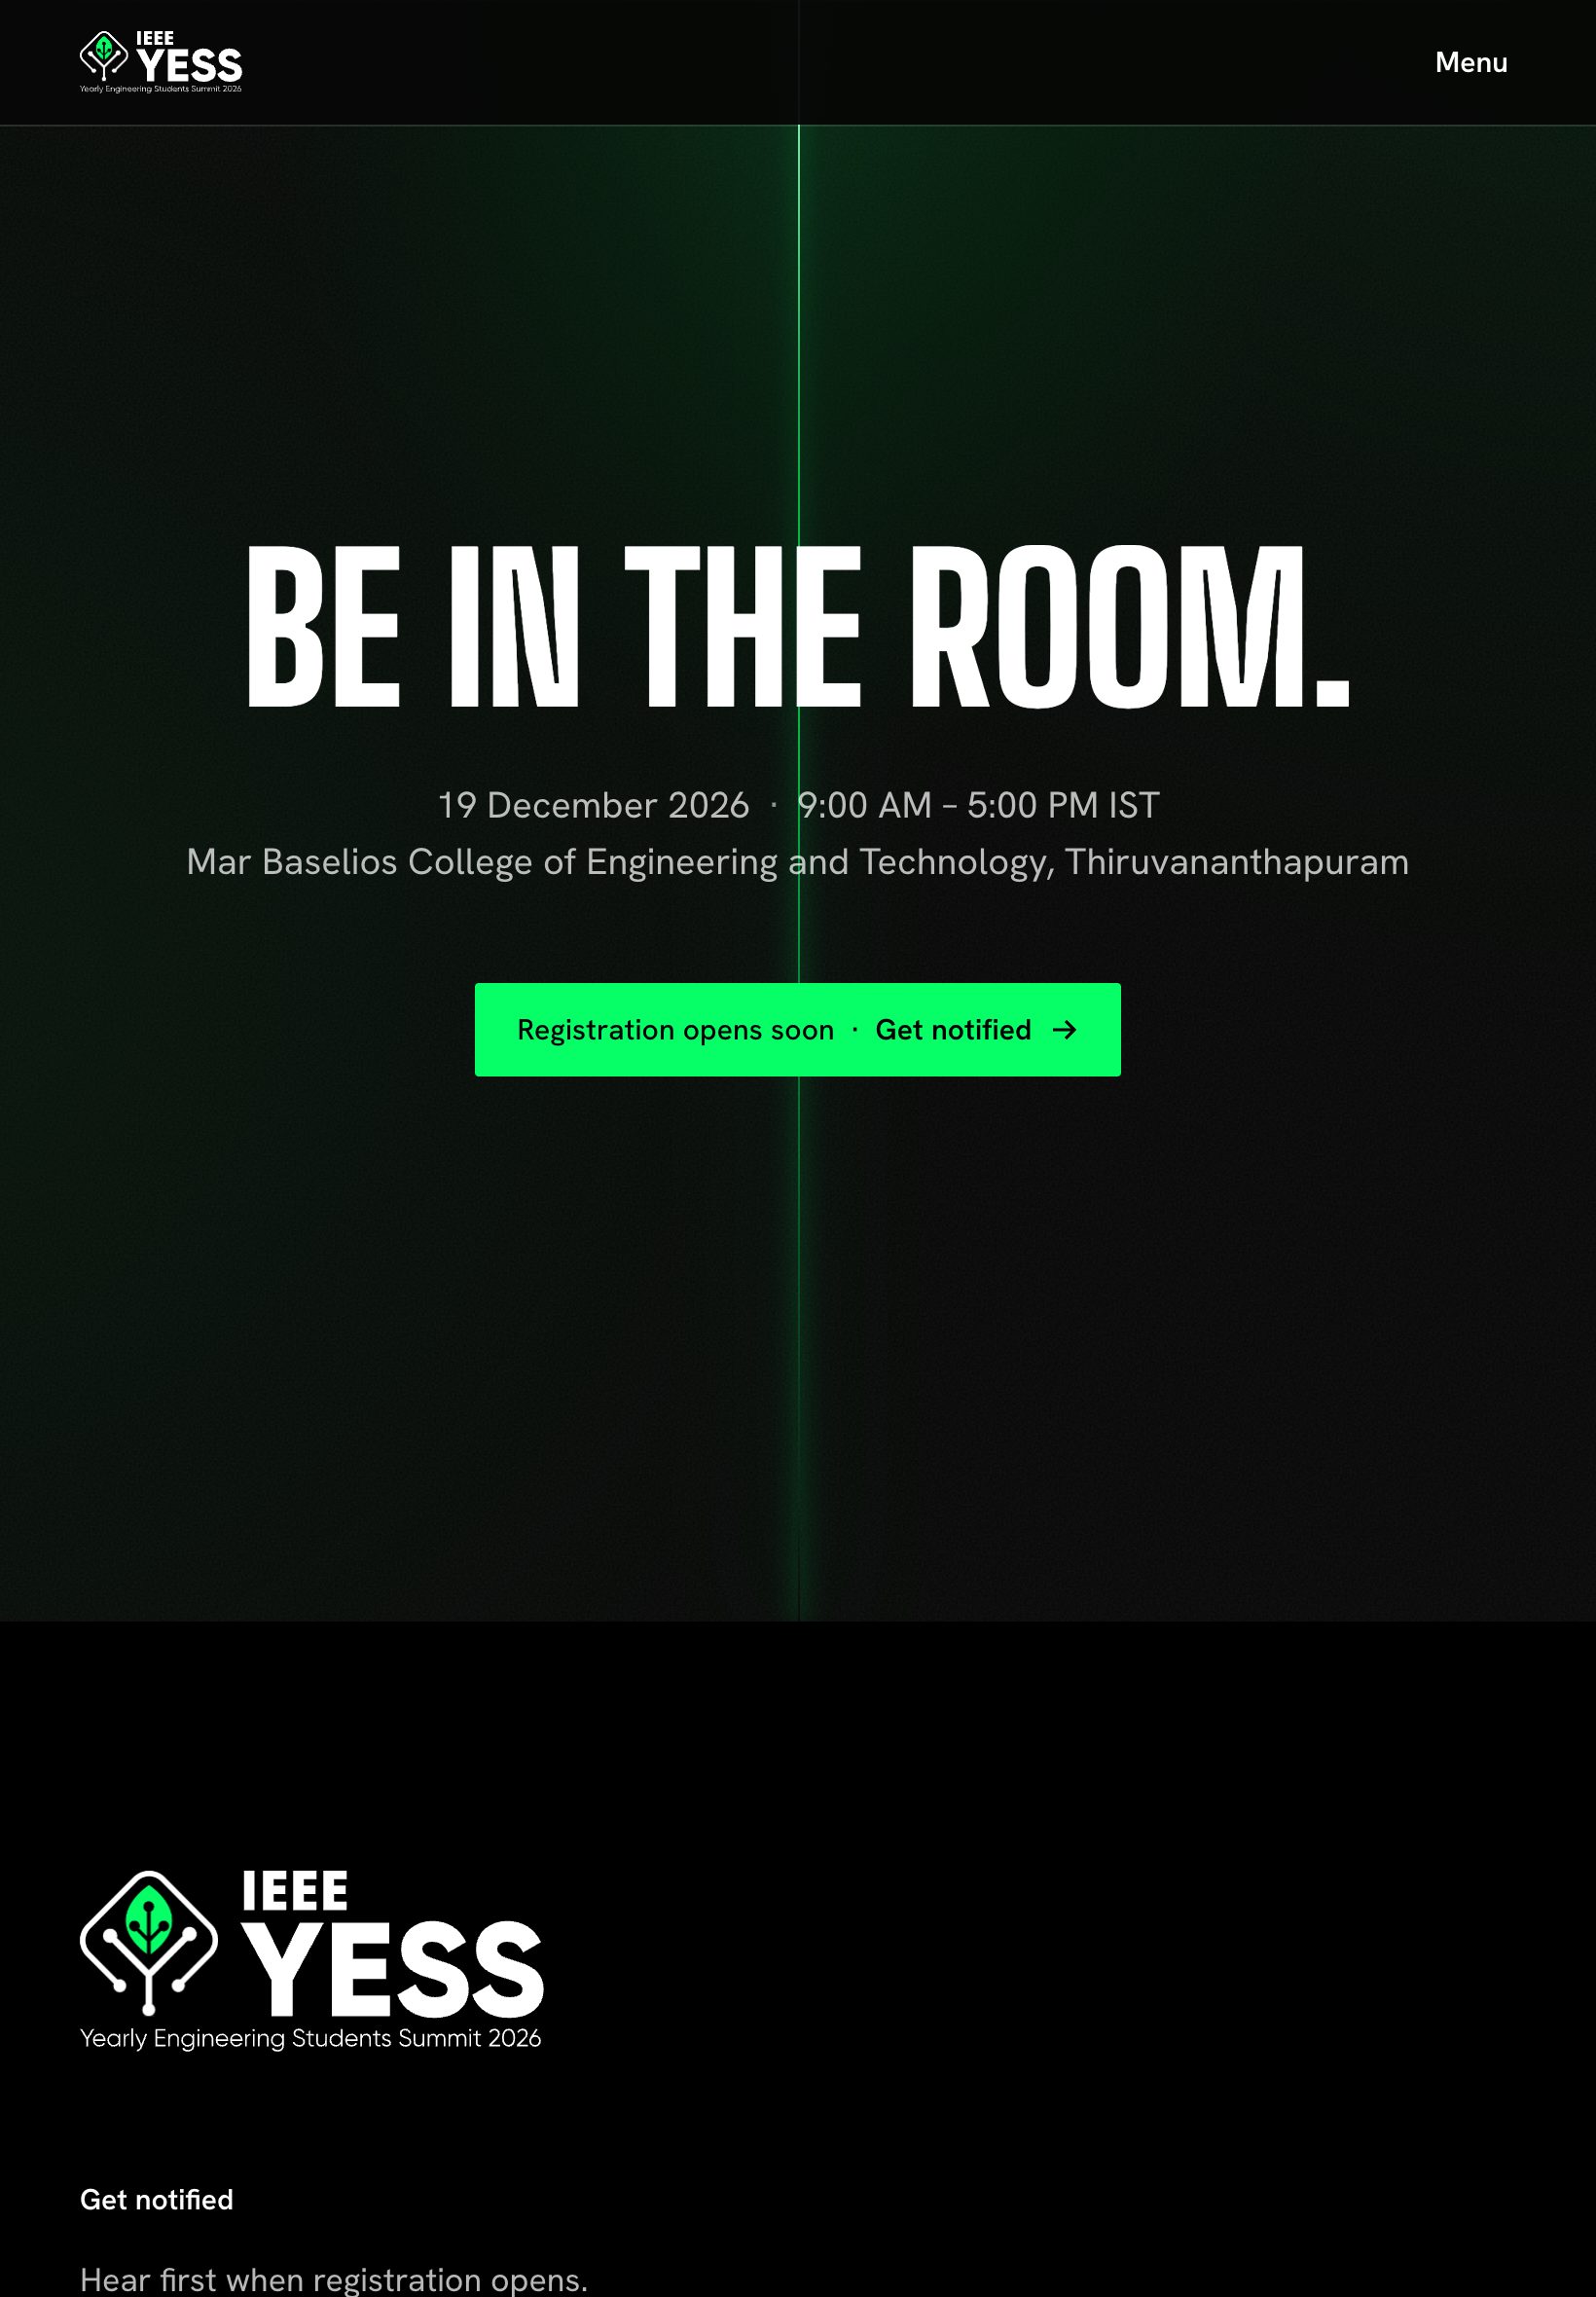 IEEE
YESS
Yearly Engineering Students Summit 2026
Menu
BE IN THE ROOM.
19 December 2026 · 9:00 AM – 5:00 PM IST
Mar Baselios College of Engineering and Technology, Thiruvananthapuram
Registration opens soon · Get notified →
IEEE
YESS
Yearly Engineering Students Summit 2026
Get notified
Hear first when registration opens.